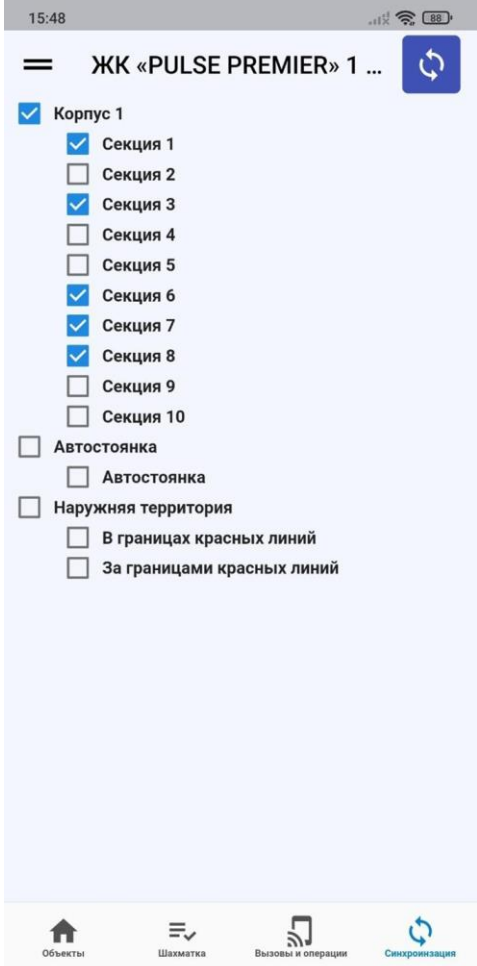 15:48
88
ЖК «PULSE PREMIER» 1 ...
Корпус 1
Секция 1
Секция 2
Секция 3
Секция 4
Секция 5
Секция 6
Секция 7
Секция 8
Секция 9
Секция 10
Автостоянка
Автостоянка
Наружняя территория
В границах красных линий
За границами красных линий
Объекты
Шахматка
Вызовы и операции
Синхронизация